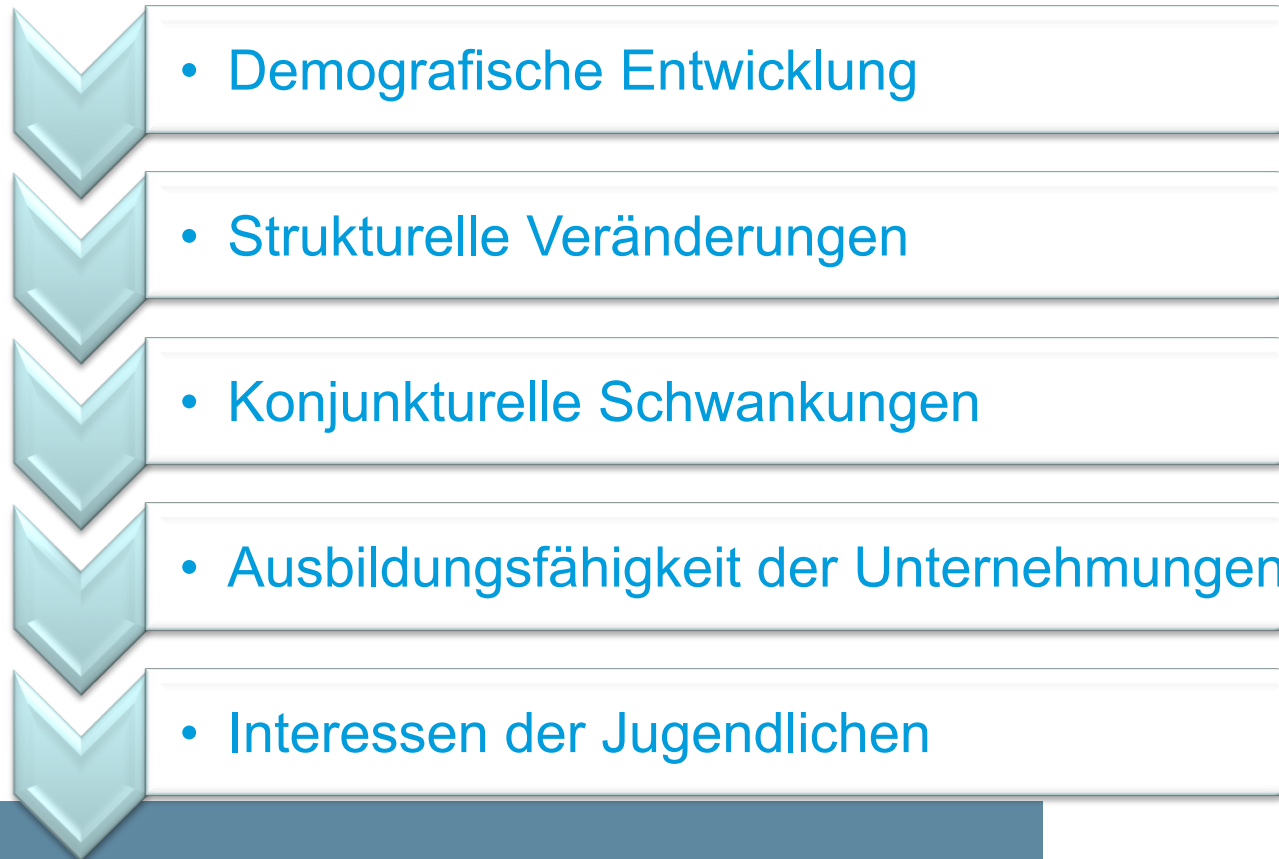 • Demografische Entwicklung
• Strukturelle Veränderungen
• Konjunkturelle Schwankungen
• Ausbildungsfähigkeit der Unternehmungen
• Interessen der Jugendlichen